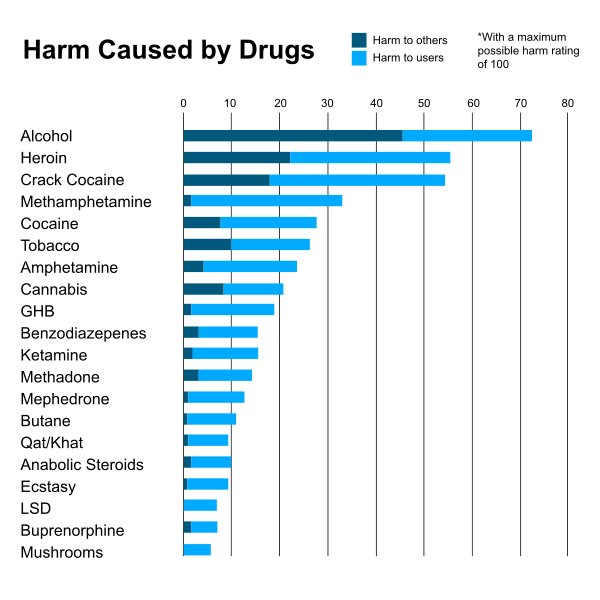 Harm Caused by Drugs
Harm to others
Harm to users
*With a maximum
possible harm rating
of 100
0 10 20 30 40 50 60 70 80
Alcohol
Heroin
Crack Cocaine
Methamphetamine
Cocaine
Tobacco
Amphetamine
Cannabis
GHB
Benzodiazepenes
Ketamine
Methadone
Mephedrone
Butane
Qat/Khat
Anabolic Steroids
Ecstasy
LSD
Buprenorphine
Mushrooms